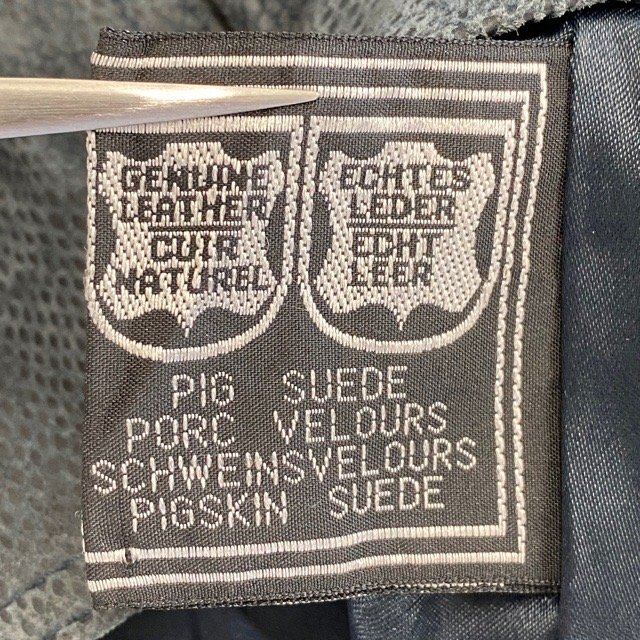 GENUINE
LEATHER
CUIR
NATUREL
ECHTES
LEDER
ECHT
LEER
PIG SUEDE
PORC VELOURS
SCHWEINSVELOURS
PIGSKIN SUEDE